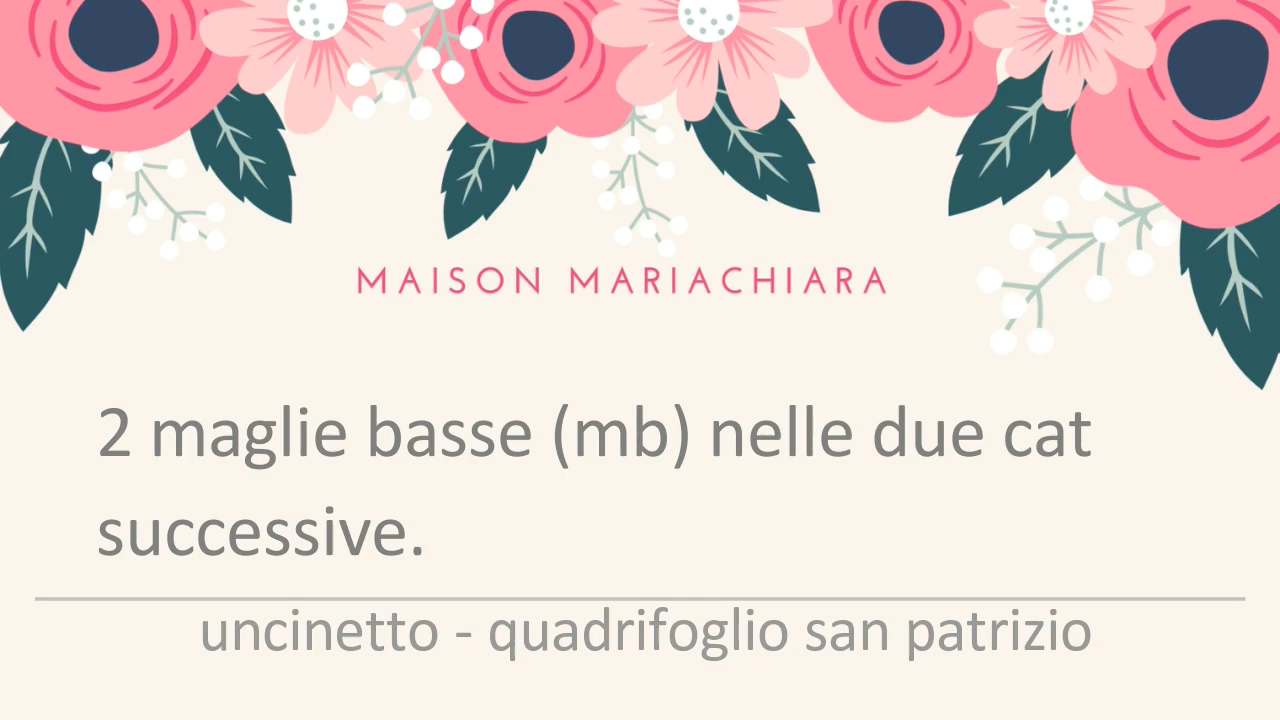 MAISON MARIACHIARA
2 maglie basse (mb) nelle due cat
successive.
uncinetto - quadrifoglio san patrizio